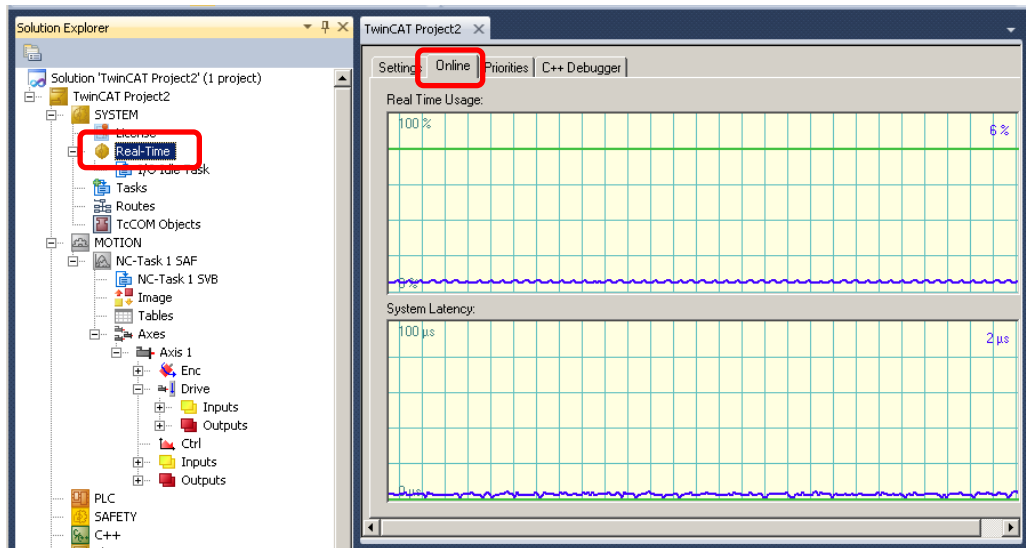 Solution Explorer
Solution 'TwinCAT Project2' (1 project)
TwinCAT Project2
SYSTEM
License
Real-Time
I/O Idle Task
Tasks
Routes
TcCOM Objects
MOTION
NC-Task 1 SAF
NC-Task 1 SVB
Image
Tables
Axes
Axis 1
Enc
Drive
Inputs
Outputs
Ctrl
Inputs
Outputs
PLC
SAFETY
C++
TwinCAT Project2
Settings Online Priorities C++ Debugger
Real Time Usage:
100 % 6 %
0 %
System Latency:
100 µs 2 µs
0 µs